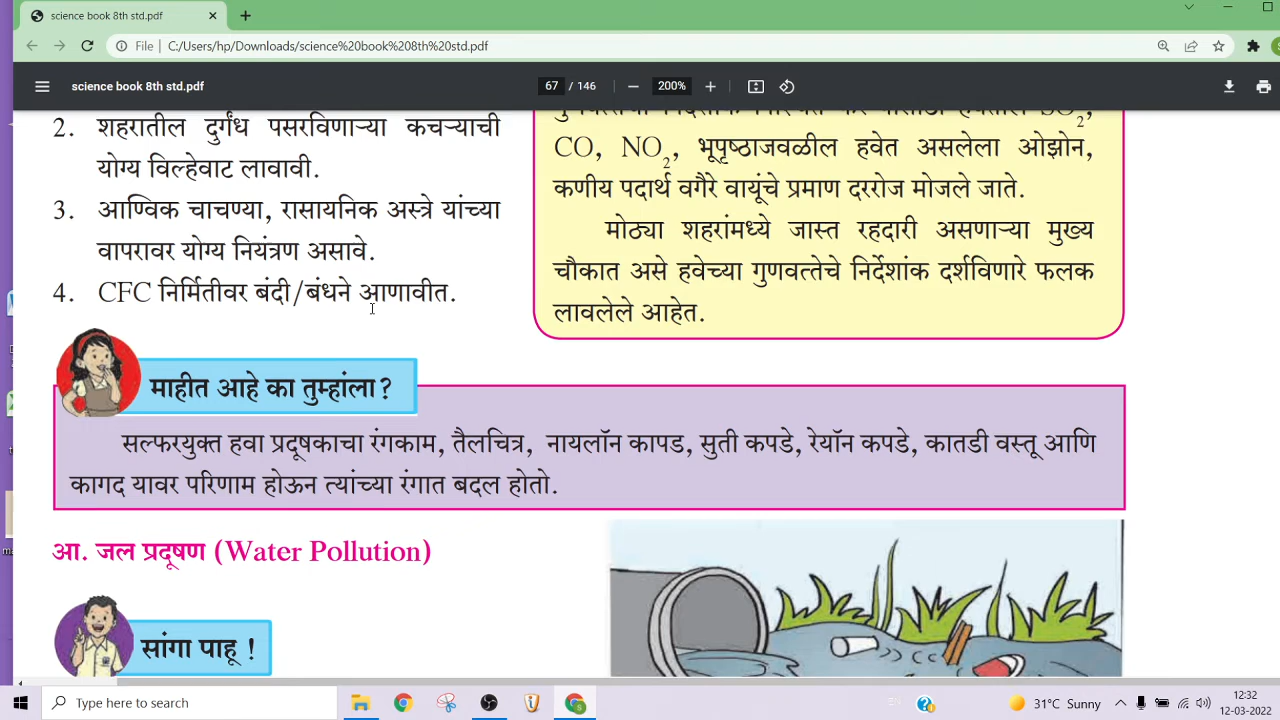 science book 8th std.pdf
File
C:/Users/hp/Downloads/science%20book%208th%20std.pdf
science book 8th std.pdf
67 / 146
200%
2. शहरातील दुर्गंध पसरविणाऱ्या कचऱ्याची
योग्य विल्हेवाट लावावी.
3. आण्विक चाचण्या, रासायनिक अस्त्रे यांच्या
वापरावर योग्य नियंत्रण असावे.
4. CFC निर्मितीवर बंदी/बंधने आणावीत.
SO2,
CO, NO2, भूपृष्ठाजवळील हवेत असलेला ओझोन,
कणीय पदार्थ वगैरे वायूंचे प्रमाण दररोज मोजले जाते.
मोठ्या शहरांमध्ये जास्त रहदारी असणाऱ्या मुख्य
चौकात असे हवेच्या गुणवत्तेचे निर्देशांक दर्शविणारे फलक
लावलेले आहेत.
माहीत आहे का तुम्हांला?
सल्फरयुक्त हवा प्रदूषकाचा रंगकाम, तैलचित्र, नायलॉन कापड, सुती कपडे, रेयॉन कपडे, कातडी वस्तू आणि
कागद यावर परिणाम होऊन त्यांच्या रंगात बदल होतो.
आ. जल प्रदूषण (Water Pollution)
सांगा पाहू !
Type here to search
31°C Sunny
12:32
12-03-2022